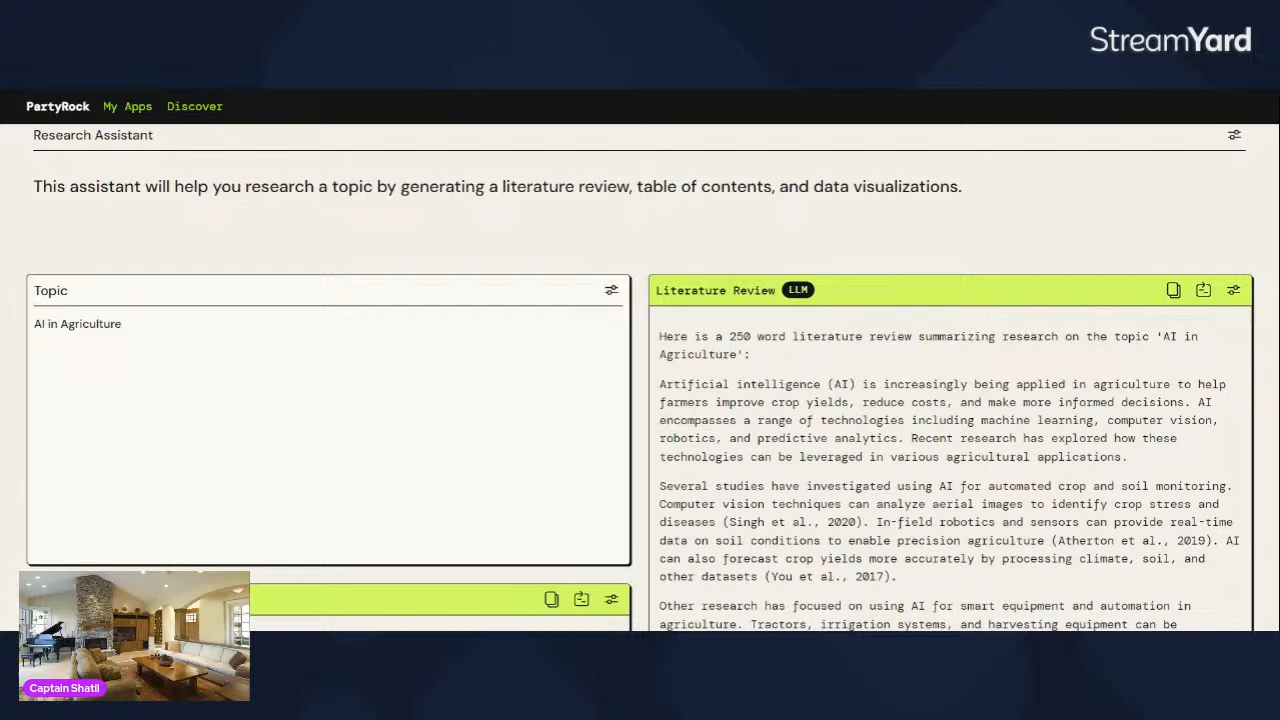 StreamYard
PartyRock My Apps Discover
Research Assistant
This assistant will help you research a topic by generating a literature review, table of contents, and data visualizations.
Topic
AI in Agriculture
Literature Review LLM
Here is a 250 word literature review summarizing research on the topic 'AI in
Agriculture':
Artificial intelligence (AI) is increasingly being applied in agriculture to help
farmers improve crop yields, reduce costs, and make more informed decisions. AI
encompasses a range of technologies including machine learning, computer vision,
robotics, and predictive analytics. Recent research has explored how these
technologies can be leveraged in various agricultural applications.
Several studies have investigated using AI for automated crop and soil monitoring.
Computer vision techniques can analyze aerial images to identify crop stress and
diseases (Singh et al., 2020). In-field robotics and sensors can provide real-time
data on soil conditions to enable precision agriculture (Atherton et al., 2019). AI
can also forecast crop yields more accurately by processing climate, soil, and
other datasets (You et al., 2017).
Other research has focused on using AI for smart equipment and automation in
agriculture. Tractors, irrigation systems, and harvesting equipment can be
Captain Shatil